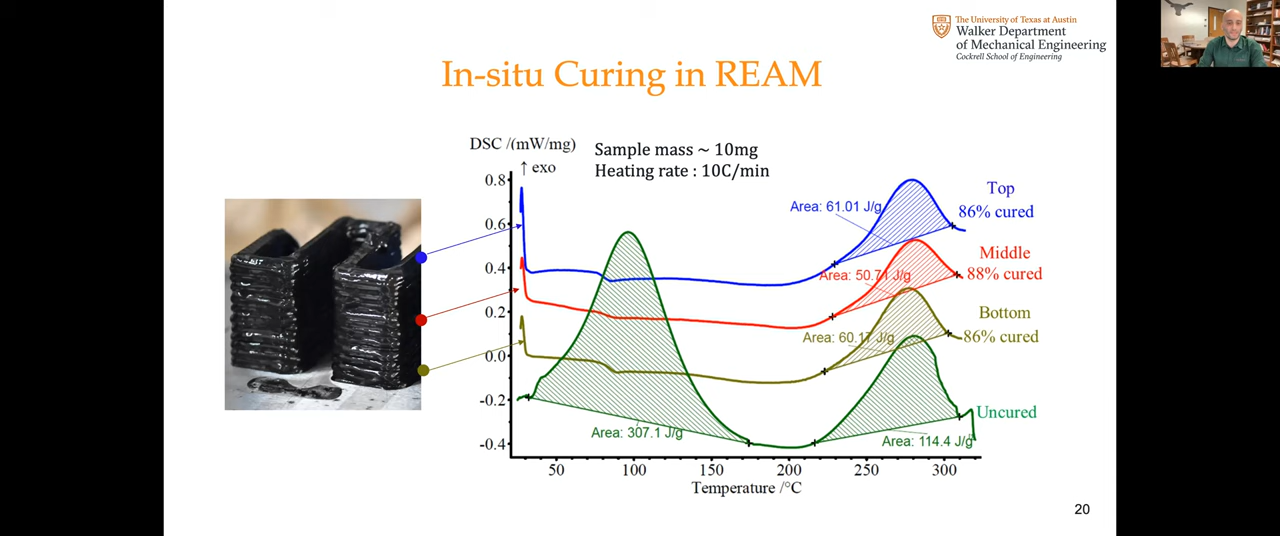 The University of Texas at Austin
Walker Department
of Mechanical Engineering
Cockrell School of Engineering
In-situ Curing in REAM
DSC /(mW/mg)
↑ exo
Sample mass ~ 10mg
Heating rate : 10C/min
0.8
0.6
0.4
0.2
0.0
-0.2
-0.4
Area: 61.01 J/g
Top
86% cured
Area: 50.71 J/g
Middle
88% cured
Area: 60.17 J/g
Bottom
86% cured
Uncured
Area: 307.1 J/g
Area: 114.4 J/g
50
100
150
200
250
300
Temperature /°C
20